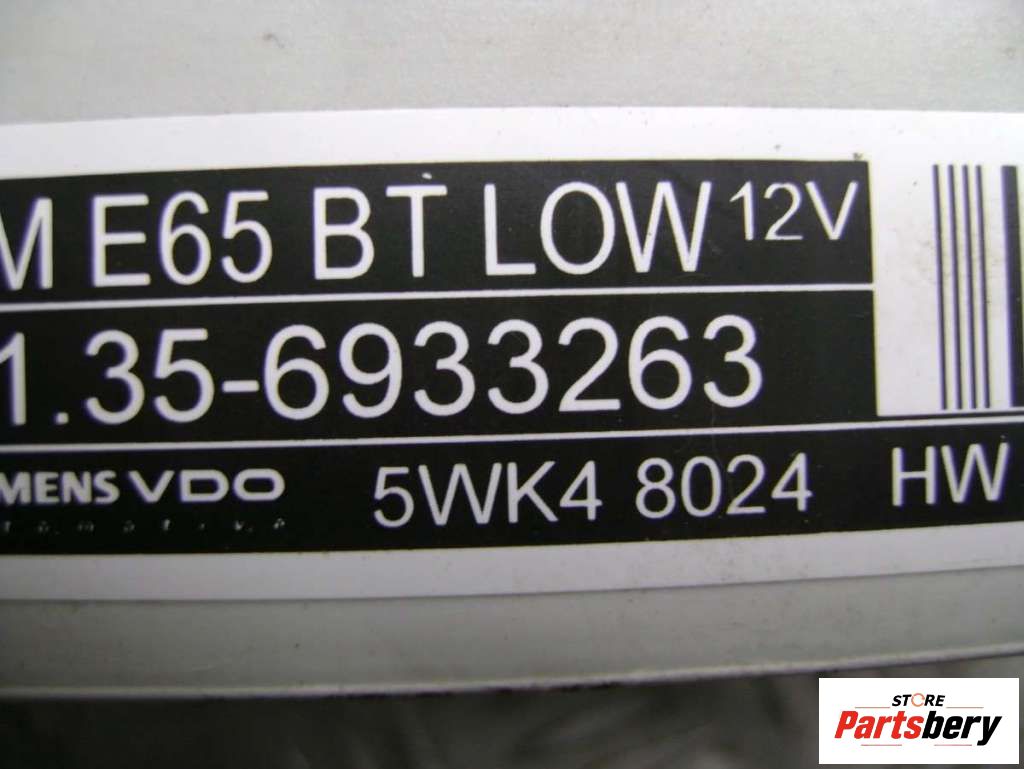 M E65 BT LOW 12V
1.35-6933263
MENS VDO 5WK4 8024 HW
STORE
Partsbery